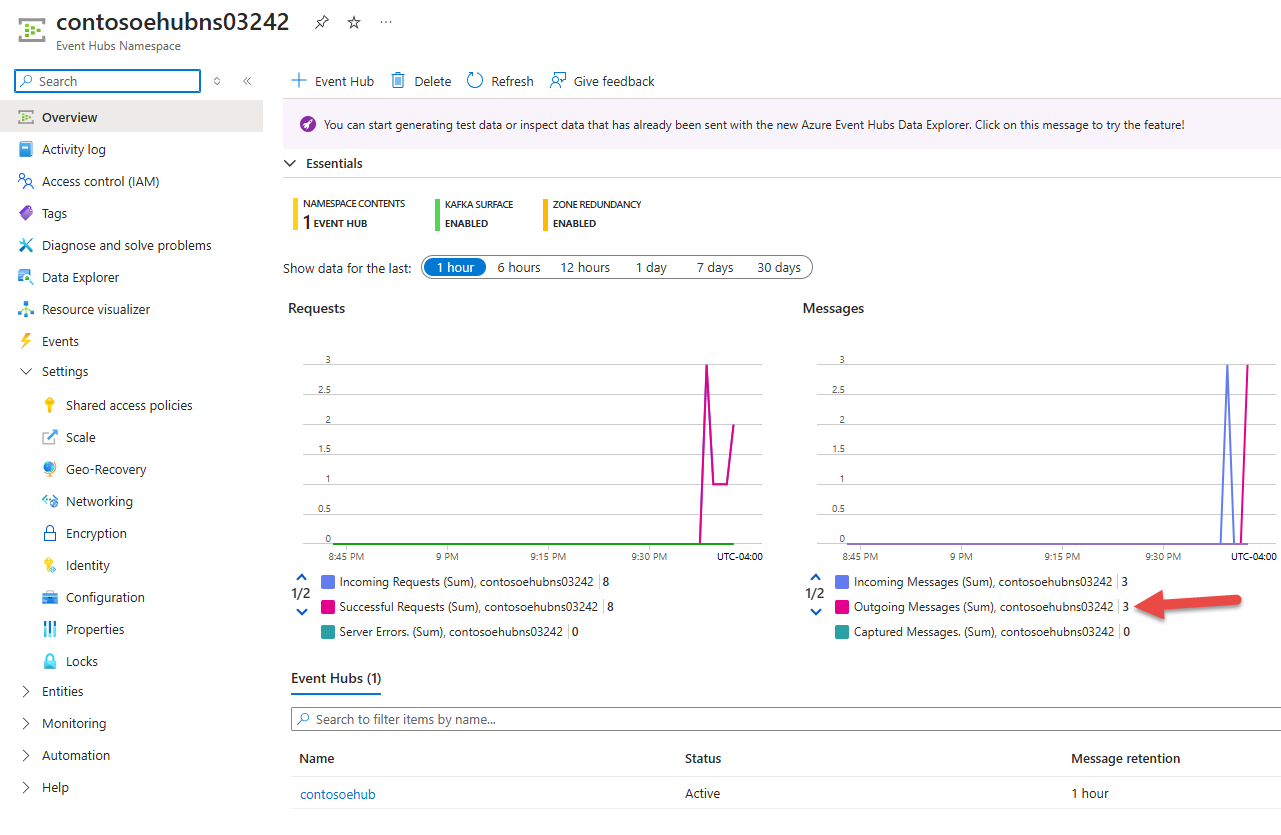 contosoehubns03242
Event Hubs Namespace
Search
Overview
Activity log
Access control (IAM)
Tags
Diagnose and solve problems
Data Explorer
Resource visualizer
Events
Settings
Shared access policies
Scale
Geo-Recovery
Networking
Encryption
Identity
Configuration
Properties
Locks
Entities
Monitoring
Automation
Help
Event Hub Delete Refresh Give feedback
You can start generating test data or inspect data that has already been sent with the new Azure Event Hubs Data Explorer. Click on this message to try the feature!
Essentials
NAMESPACE CONTENTS
1 EVENT HUB
KAFKA SURFACE
ENABLED
ZONE REDUNDANCY
ENABLED
Show data for the last: 1 hour 6 hours 12 hours 1 day 7 days 30 days
Requests
3
2.5
2
1.5
1
0.5
0
8:45 PM 9 PM 9:15 PM 9:30 PM UTC-04:00
1/2
Incoming Requests (Sum), contosoehubns03242 8
Successful Requests (Sum), contosoehubns03242 8
Server Errors. (Sum), contosoehubns03242 0
Messages
3
2.5
2
1.5
1
0.5
0
8:45 PM 9 PM 9:15 PM 9:30 PM UTC-04:00
1/2
Incoming Messages (Sum), contosoehubns03242 3
Outgoing Messages (Sum), contosoehubns03242 3
Captured Messages. (Sum), contosoehubns03242 0
Event Hubs (1)
Search to filter items by name...
Name Status Message retention
contosoehub Active 1 hour